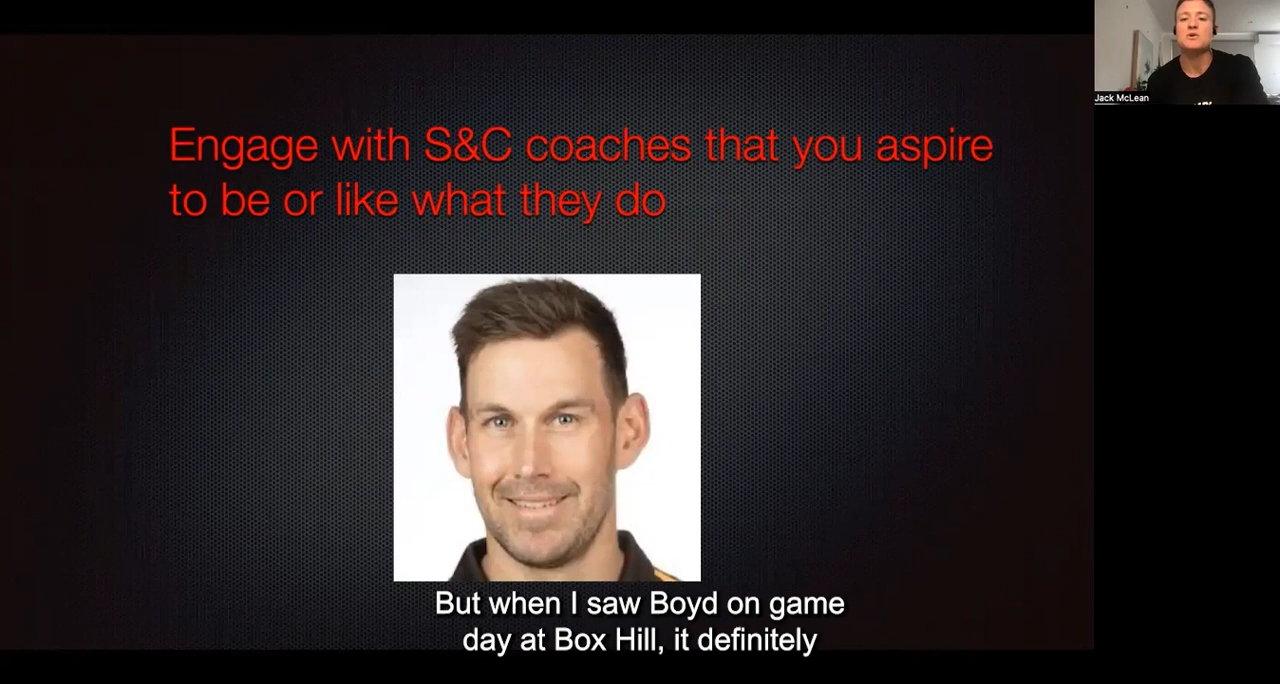 Engage with S&C coaches that you aspire
to be or like what they do
Jack McLean
But when I saw Boyd on game
day at Box Hill, it definitely